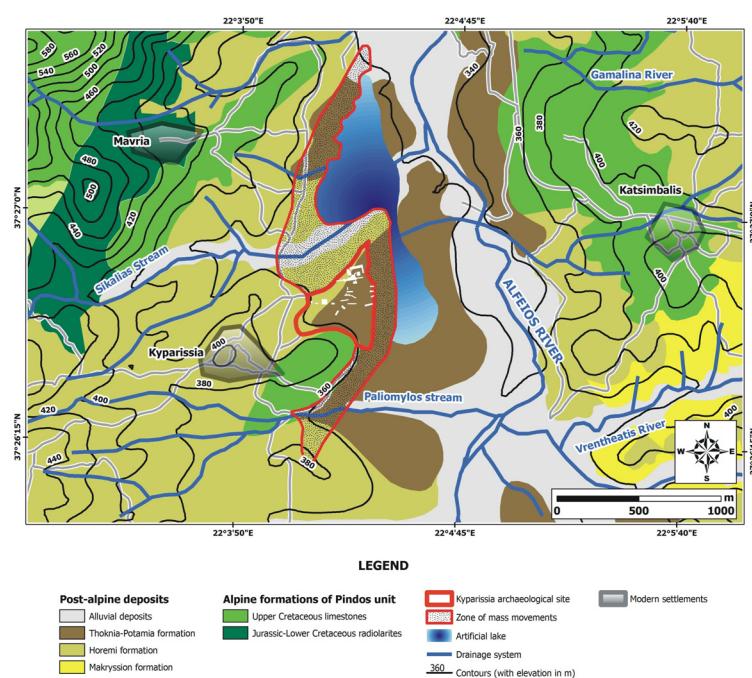 22°3'50"E
22°4'45"E
22°5'40"E
580
560
520
540
500
460
340
Gamalina River
360
380
420
Mavria
400
480
500
420
Katsimbalis
37°27'0"N
440
Sikalias Stream
400
ALFEIOS RIVER
Kyparissia
400
380
360
Paliomylos stream
400
420
400
37°26'15"N
Vrentheatis River
440
380
N
W
E
S
m
0
500
1000
22°3'50"E
22°4'45"E
22°5'40"E
LEGEND
Post-alpine deposits
Alluvial deposits
Thoknia-Potamia formation
Horemi formation
Makryssion formation
Alpine formations of Pindos unit
Upper Cretaceous limestones
Jurassic-Lower Cretaceous radiolarites
Kyparissia archaeological site
Zone of mass movements
Artificial lake
Drainage system
360
Contours (with elevation in m)
Modern settlements